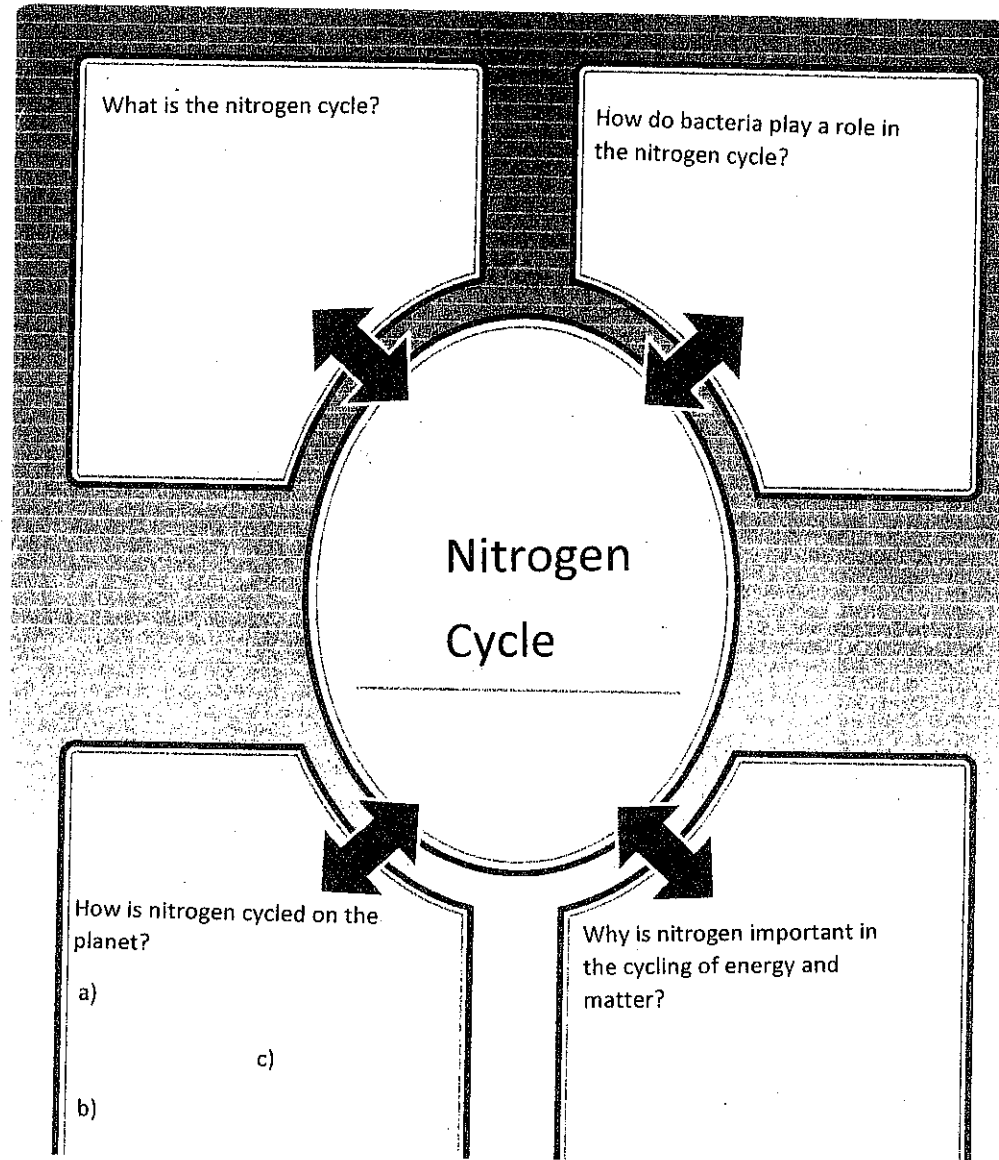 What is the nitrogen cycle?
How do bacteria play a role in
the nitrogen cycle?
Nitrogen
Cycle
How is nitrogen cycled on the
planet?
a)
c)
b)
Why is nitrogen important in
the cycling of energy and
matter?